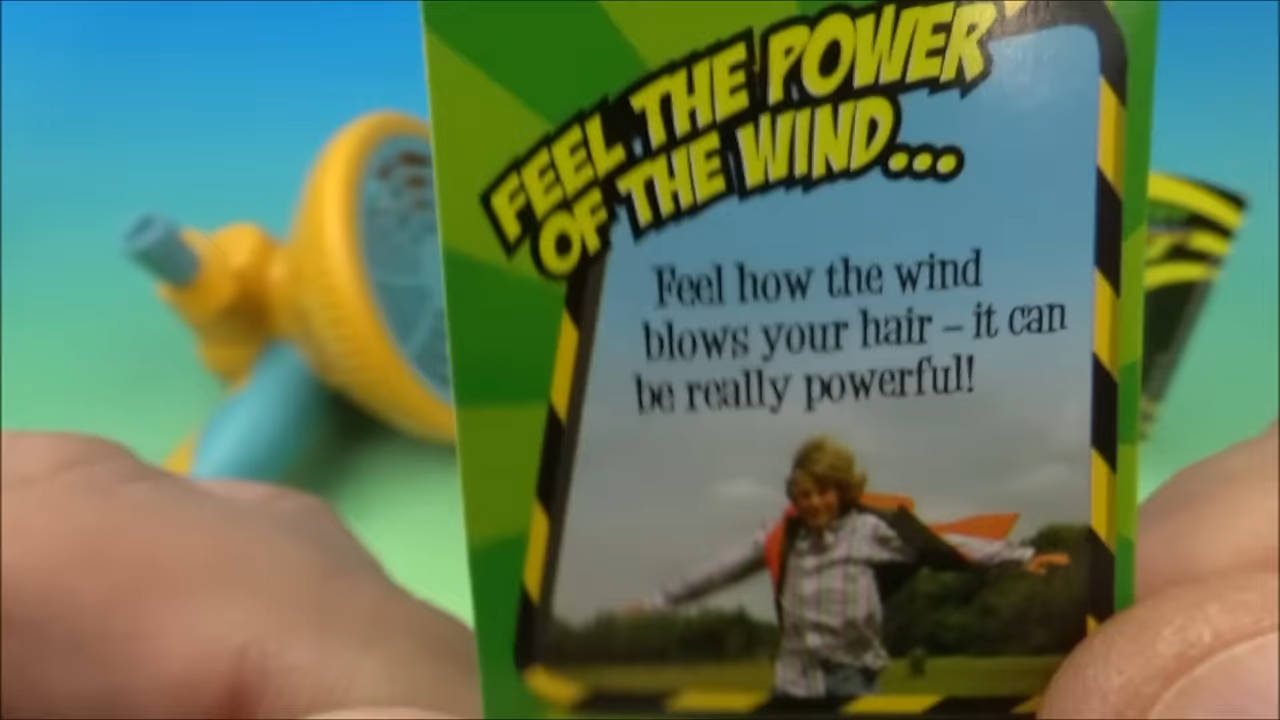 FEEL THE POWER
OF THE WIND...
Feel how the wind
blows your hair – it can
be really powerful!